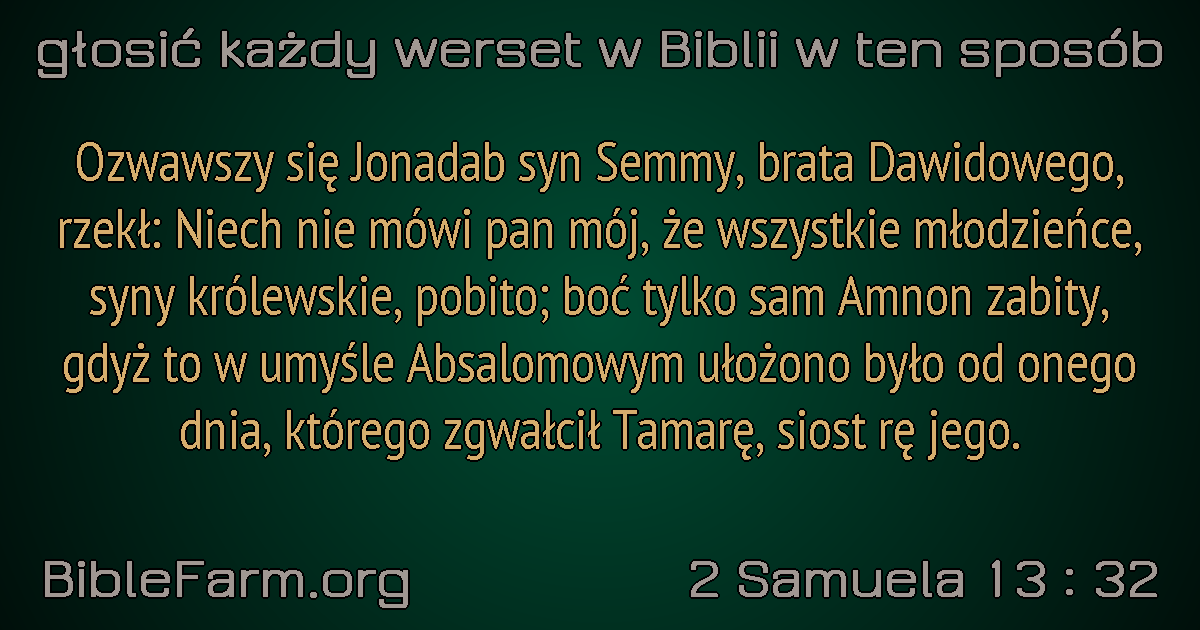 głosić każdy werset w Biblii w ten sposób
Ozwawszy się Jonadab syn Semmy, brata Dawidowego,
rzekł: Niech nie mówi pan mój, że wszystkie młodzieńce,
syny królewskie, pobito; boć tylko sam Amnon zabity,
gdyż to w umyśle Absalomowym ułożono było od onego
dnia, którego zgwałcił Tamarę, siost rę jego.
BibleFarm.org
2 Samuela 13 : 32